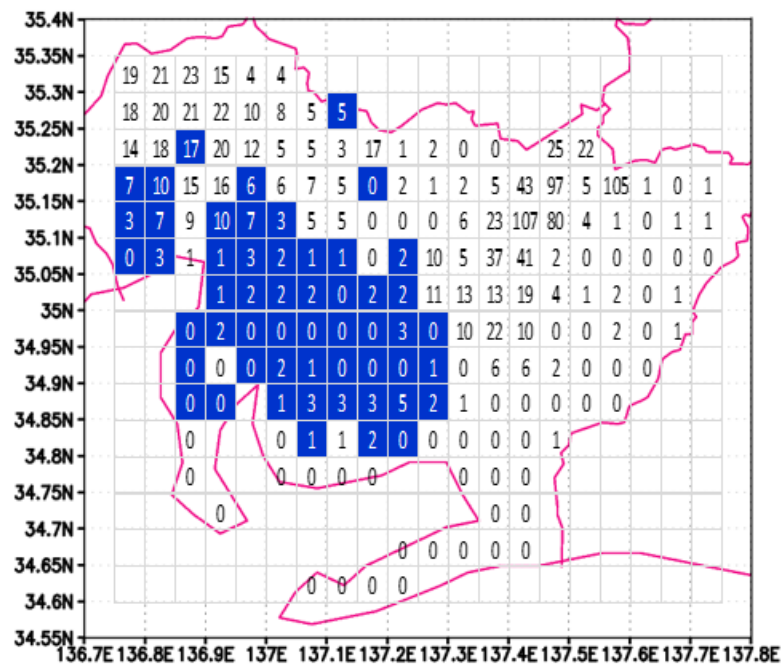 35.4N
35.35N
19 21 23 15 4 4
35.3N
18 20 21 22 10 8 5 5
35.25N
14 18 17 20 12 5 5 3 17 1 2 0 0 25 22
35.2N
7 10 15 16 6 6 7 5 0 2 1 2 5 43 97 5 105 1 0 1
35.15N
3 7 9 10 7 3 5 5 0 0 0 6 23 107 80 4 1 0 1 1
35.1N
0 3 1 1 3 2 1 1 0 2 10 5 37 41 2 0 0 0 0 0
35.05N
1 2 2 2 0 2 2 11 13 13 19 4 1 2 0 1
35N
0 2 0 0 0 0 0 3 0 10 22 10 0 0 2 0 1
34.95N
0 0 0 2 1 0 0 0 1 0 6 6 2 0 0 0
34.9N
0 0 1 3 3 3 5 2 1 0 0 0 0 0
34.85N
0 0 1 1 2 0 0 0 0 0 1
34.8N
0 0 0 0 0 0 0 0
34.75N
0 0 0
34.7N
0 0 0 0 0
34.65N
0 0 0 0
34.6N
34.55N
136.7E 136.8E 136.9E 137E 137.1E 137.2E 137.3E 137.4E 137.5E 137.6E 137.7E 137.8E